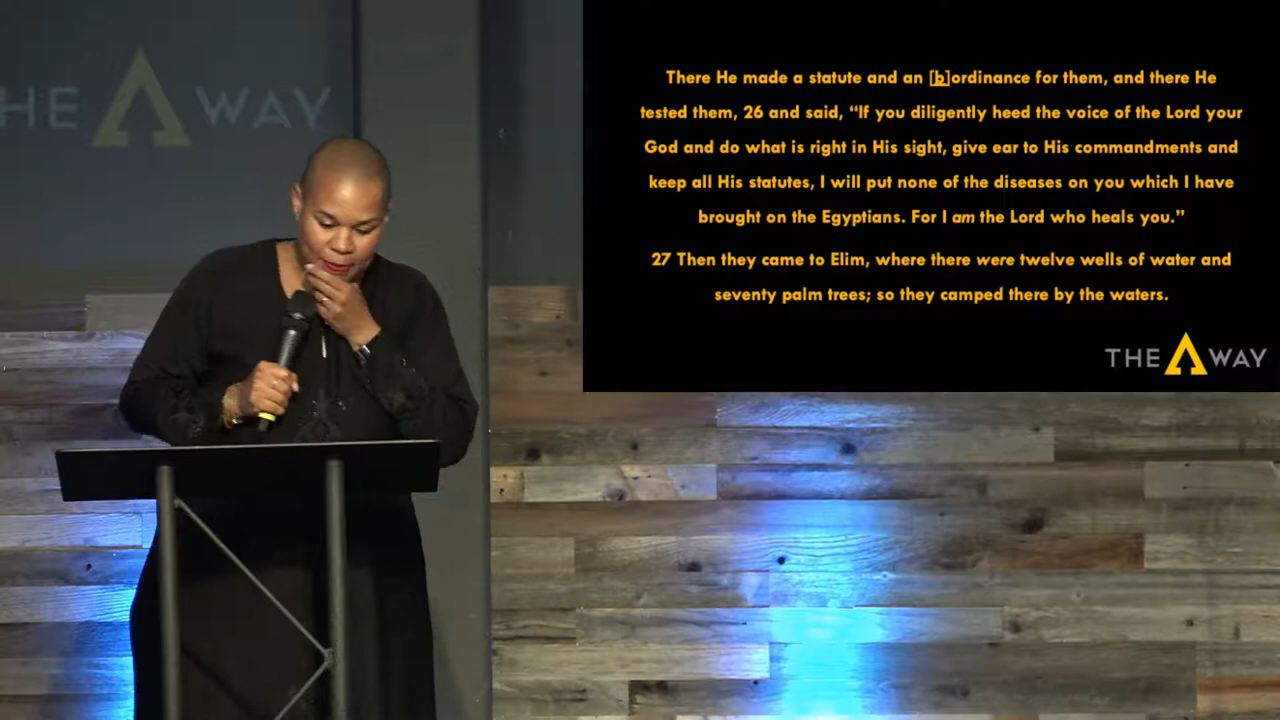 HE WAY
There He made a statute and an [b]ordinance for them, and there He
tested them, 26 and said, “If you diligently heed the voice of the Lord your
God and do what is right in His sight, give ear to His commandments and
keep all His statutes, I will put none of the diseases on you which I have
brought on the Egyptians. For I am the Lord who heals you.”
27 Then they came to Elim, where there were twelve wells of water and
seventy palm trees; so they camped there by the waters.
THE WAY